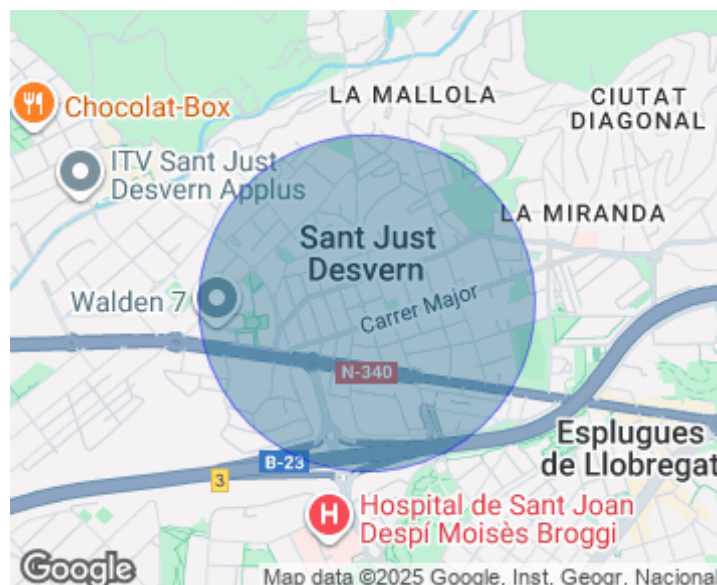 LA MALLOLA
CIUTAT
DIAGONAL
Chocolat-Box
ITV Sant Just
Desvern Applus
LA MIRANDA
Sant Just
Desvern
Walden 7
Carrer Major
N-340
Esplugues
de Llobregat
B-23
3
H
Hospital de Sant Joan
Despí Moisès Broggi
Google
Map data ©2025 Google, Inst. Geogr. Nacional